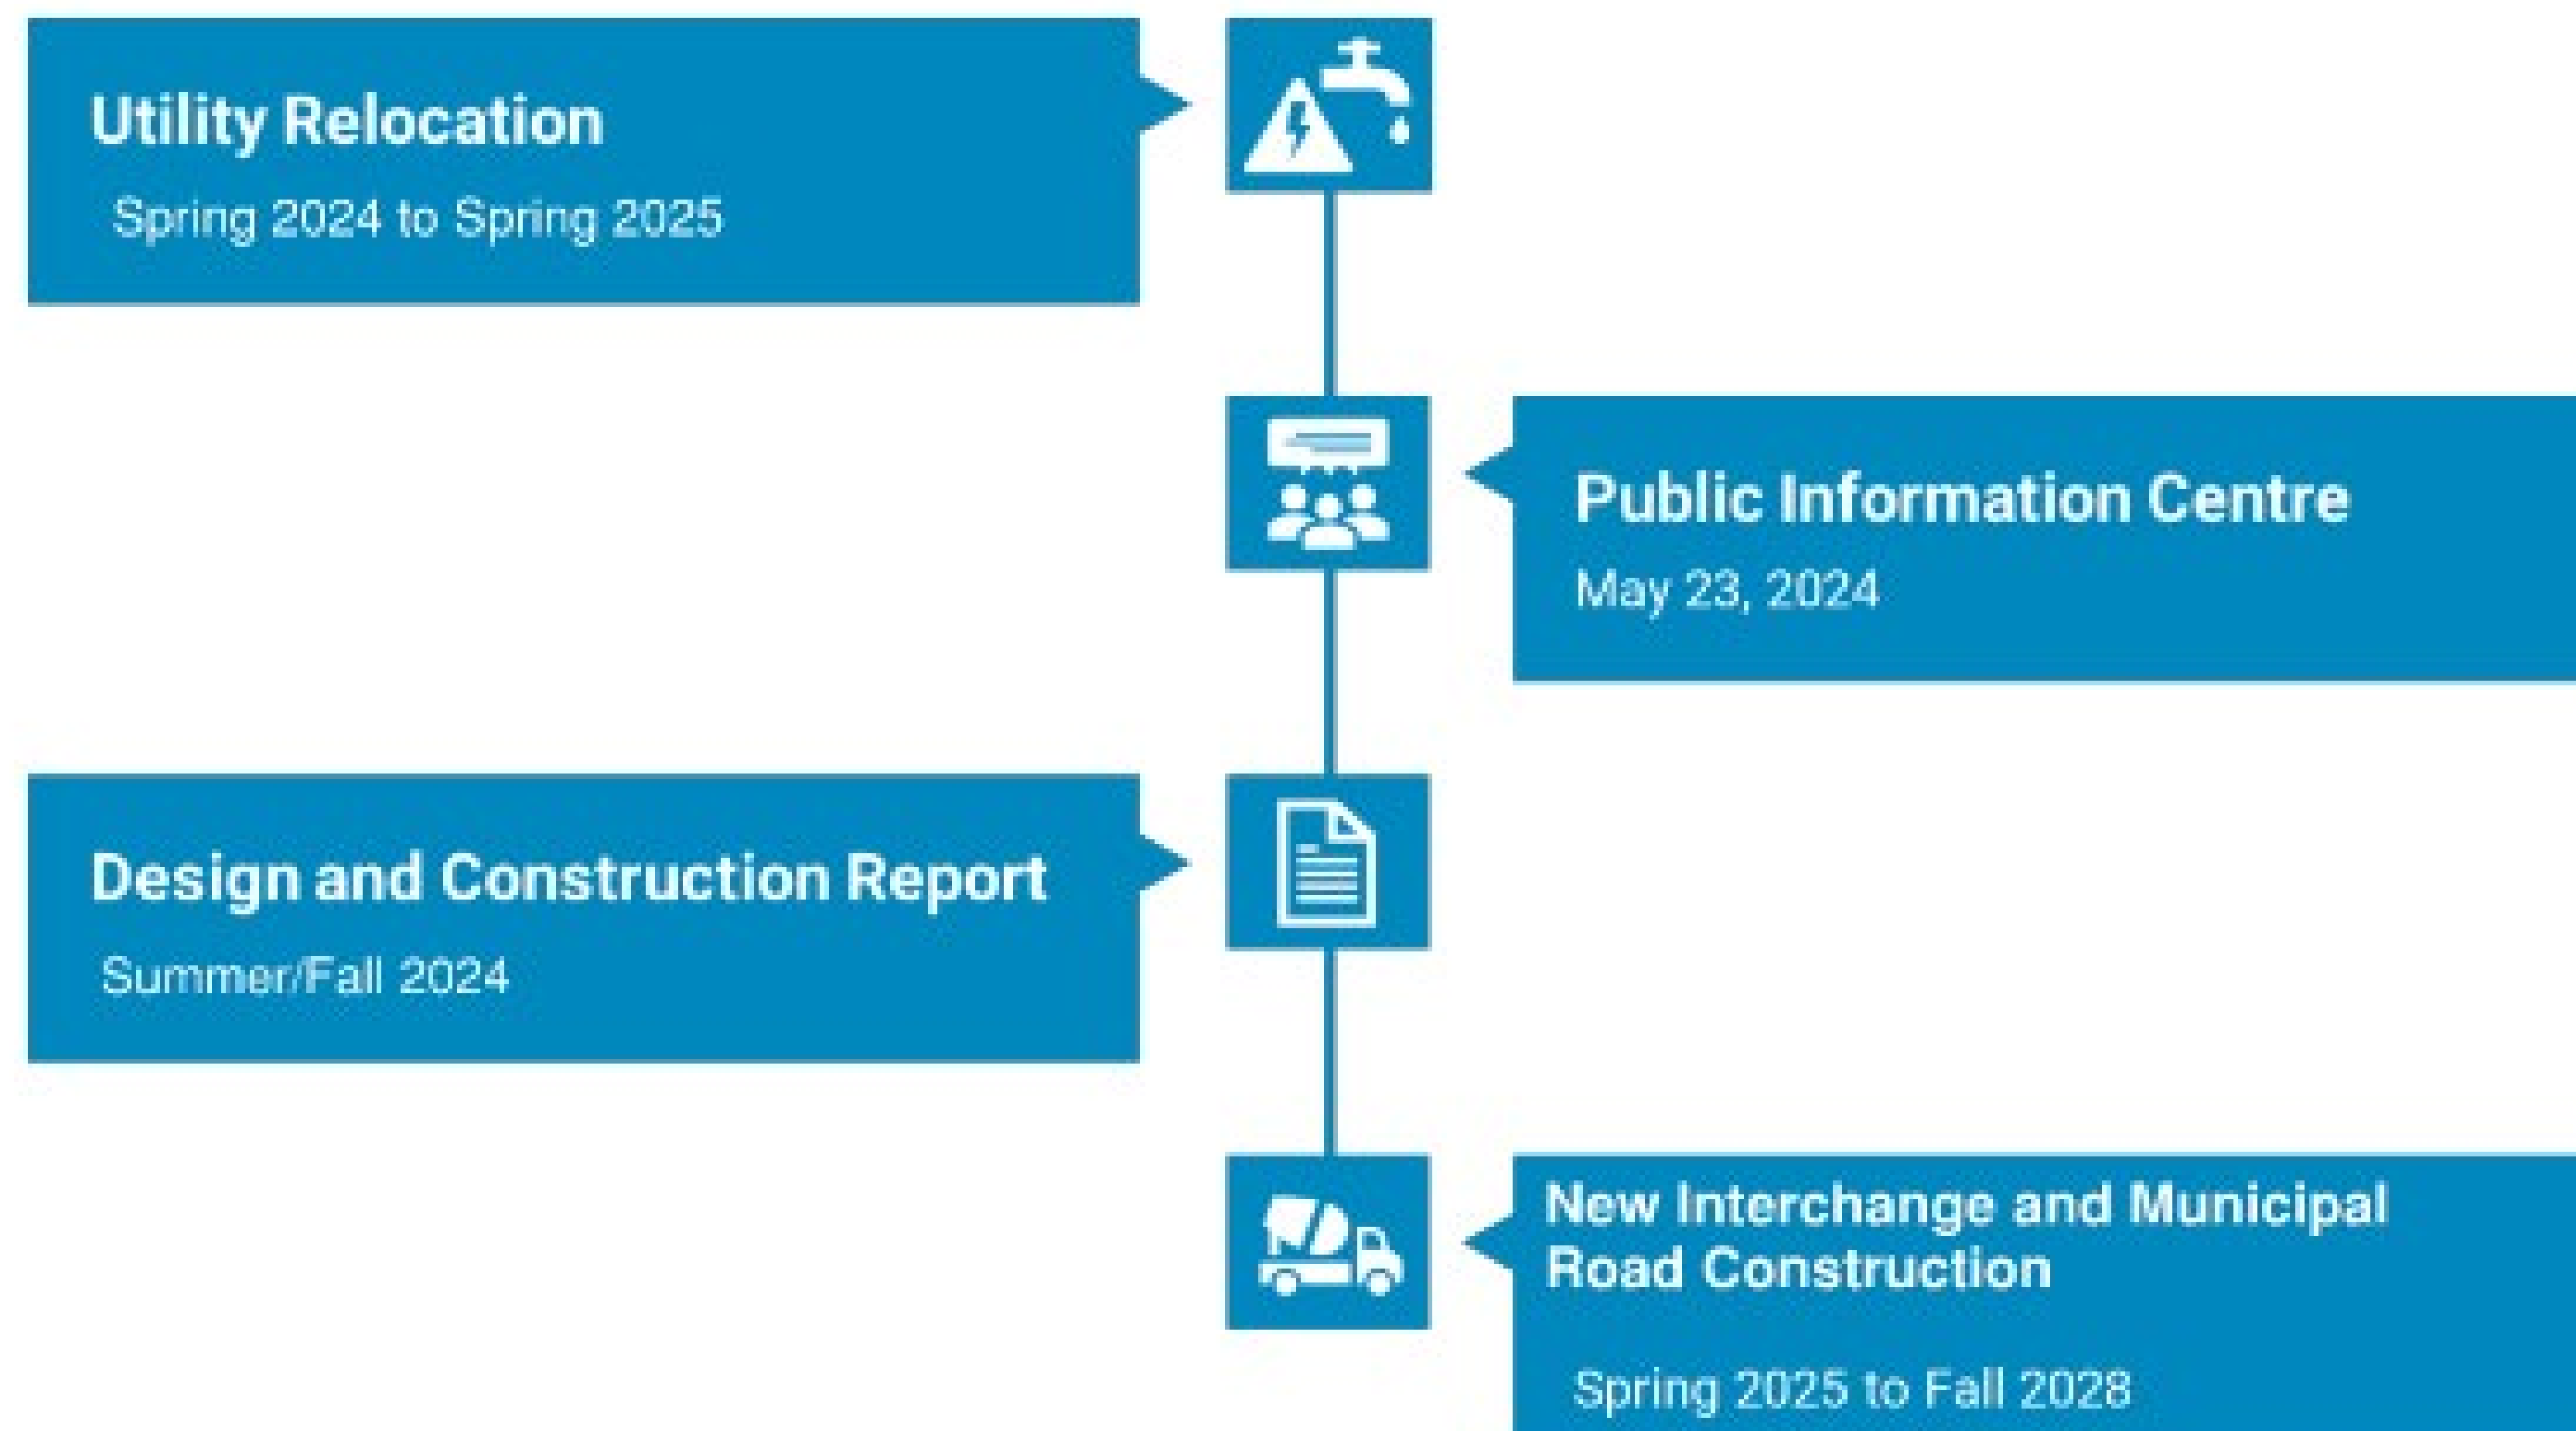 Utility Relocation
Spring 2024 to Spring 2025
Public Information Centre
May 23, 2024
Design and Construction Report
Summer/Fall 2024
New Interchange and Municipal
Road Construction
Spring 2025 to Fall 2028